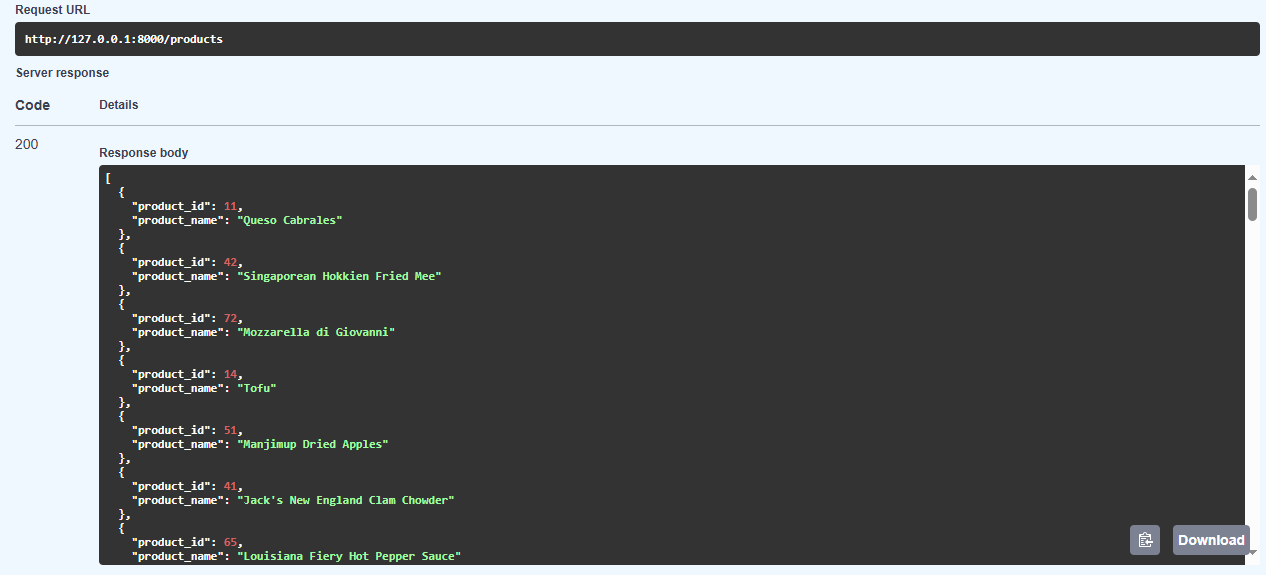 Request URL
http://127.0.0.1:8000/products
Server response
Code Details
200
Response body
[
  {
    "product_id": 11,
    "product_name": "Queso Cabrales"
  },
  {
    "product_id": 42,
    "product_name": "Singaporean Hokkien Fried Mee"
  },
  {
    "product_id": 72,
    "product_name": "Mozzarella di Giovanni"
  },
  {
    "product_id": 14,
    "product_name": "Tofu"
  },
  {
    "product_id": 51,
    "product_name": "Manjimup Dried Apples"
  },
  {
    "product_id": 41,
    "product_name": "Jack's New England Clam Chowder"
  },
  {
    "product_id": 65,
    "product_name": "Louisiana Fiery Hot Pepper Sauce"
Download